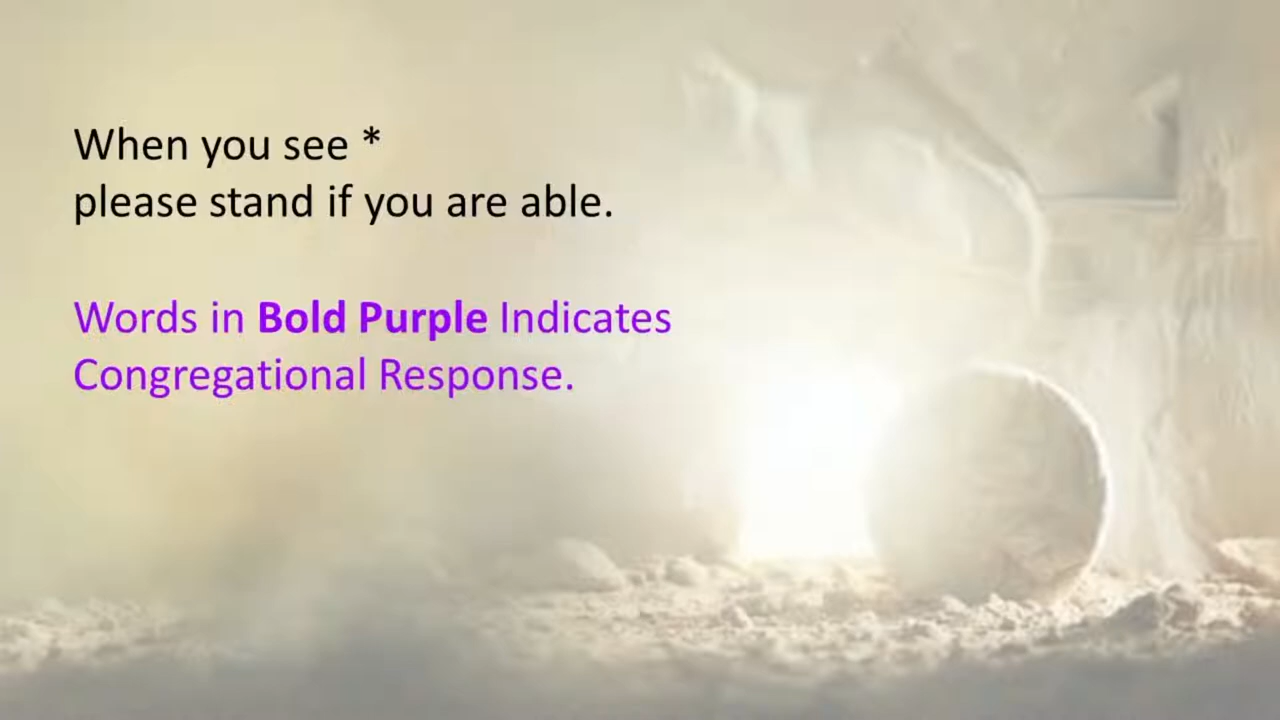 When you see *
please stand if you are able.
Words in Bold Purple Indicates
Congregational Response.